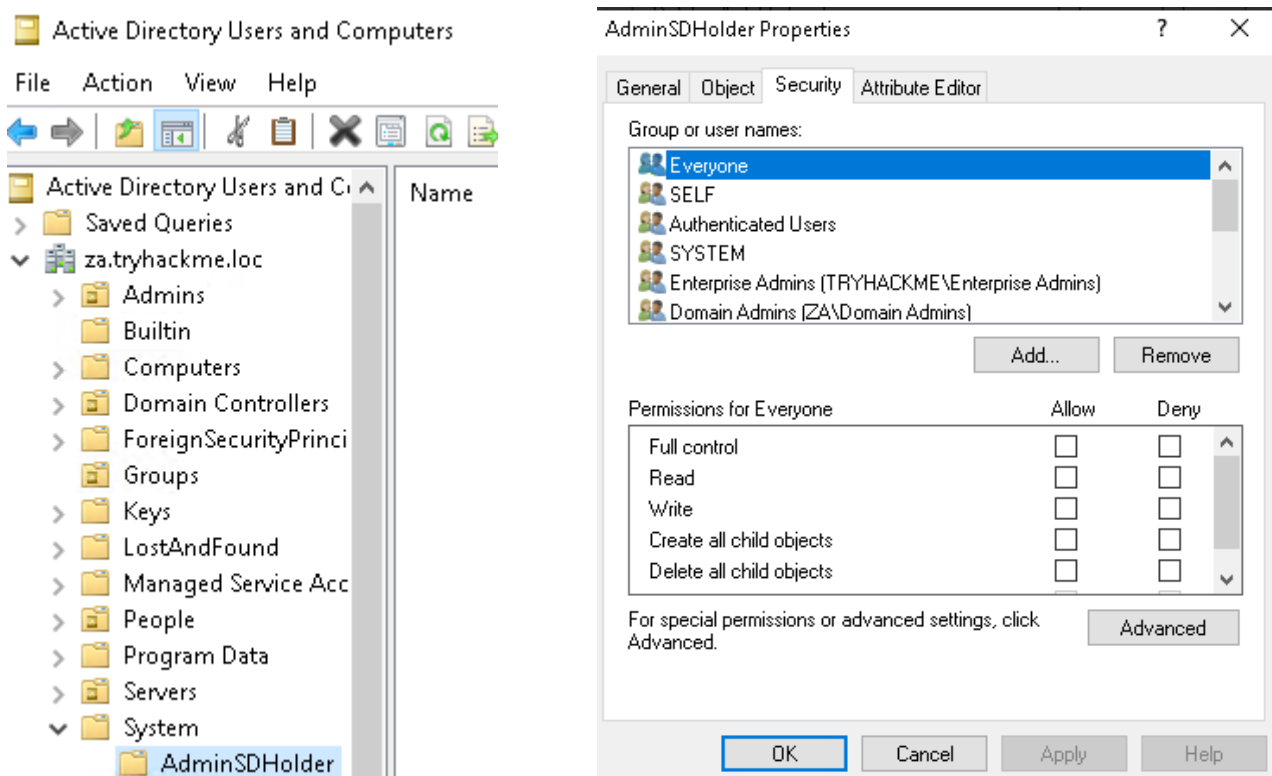 Active Directory Users and Computers
File Action View Help
Active Directory Users and C
Name
Saved Queries
za.tryhackme.loc
Admins
Builtin
Computers
Domain Controllers
ForeignSecurityPrinci
Groups
Keys
LostAndFound
Managed Service Acc
People
Program Data
Servers
System
AdminSDHolder
AdminSDHolder Properties
?
General Object Security Attribute Editor
Group or user names:
Everyone
SELF
Authenticated Users
SYSTEM
Enterprise Admins (TRYHACKME\Enterprise Admins)
Domain Admins (ZA\Domain Admins)
Add... Remove
Permissions for Everyone Allow Deny
Full control
Read
Write
Create all child objects
Delete all child objects
For special permissions or advanced settings, click
Advanced.
Advanced
OK Cancel Apply Help